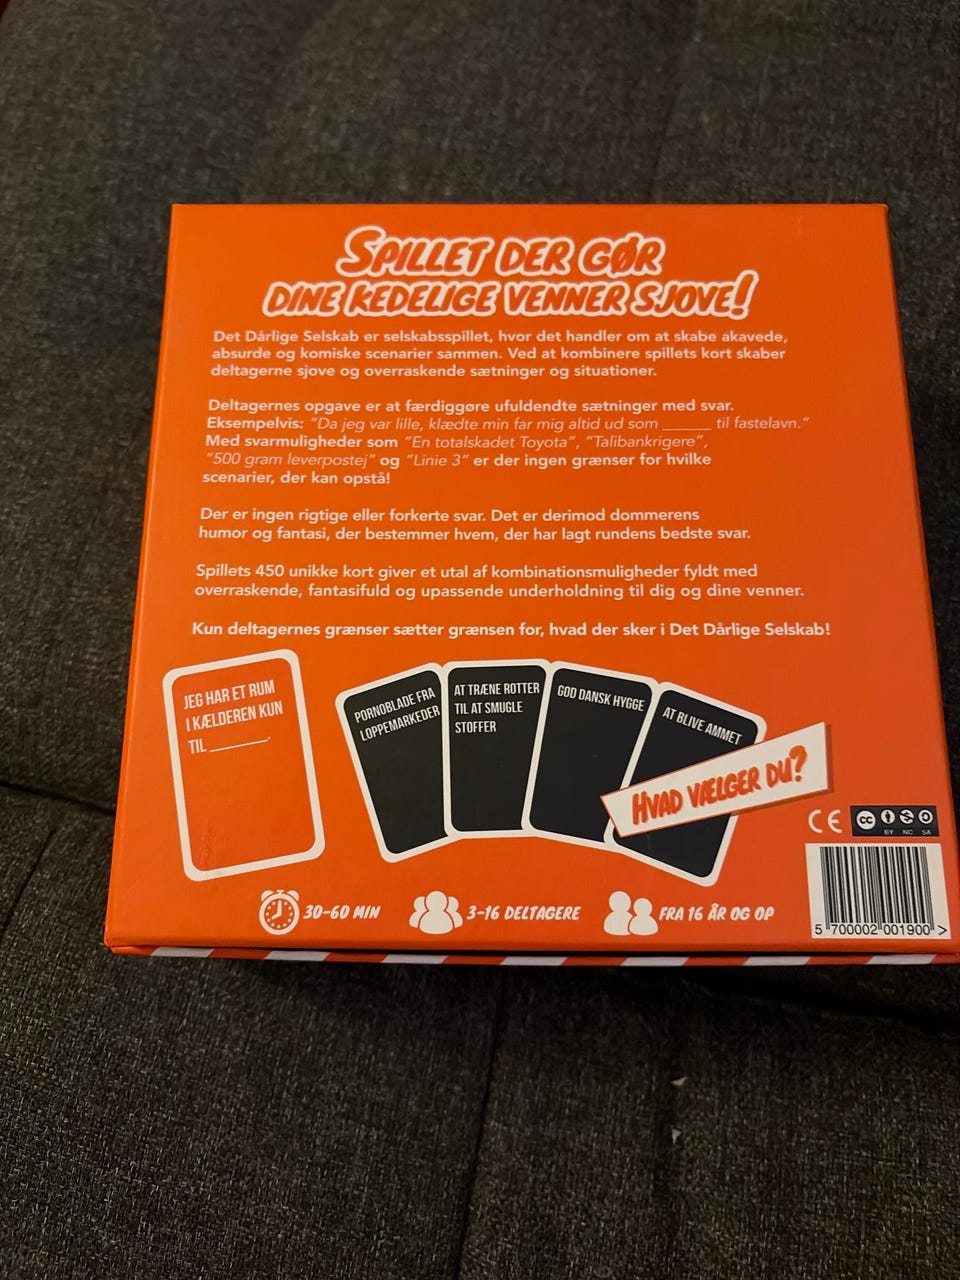 SPILLET DER GØR
DINE KEDELIGE VENNER SJOVE!
Det Dårlige Selskab er selskabsspillet, hvor det handler om at skabe akavede,
absurde og komiske scenarier sammen. Ved at kombinere spillets kort skaber
deltagerne sjove og overraskende sætninger og situationer.
Deltagernes opgave er at færdiggøre ufuldendte sætninger med svar.
Eksempelvis: "Da jeg var lille, klædte min far mig altid ud som ______ til fastelavn."
Med svarmuligheder som "En totalskadet Toyota", "Talibankrigere",
"500 gram leverpostej" og "Linie 3" er der ingen grænser for hvilke
scenarier, der kan opstå!
Der er ingen rigtige eller forkerte svar. Det er derimod dommerens
humor og fantasi, der bestemmer hvem, der har lagt rundens bedste svar.
Spillets 450 unikke kort giver et utal af kombinationsmuligheder fyldt med
overraskende, fantasifuld og upassende underholdning til dig og dine venner.
Kun deltagernes grænser sætter grænsen for, hvad der sker i Det Dårlige Selskab!
JEG HAR ET RUM
I KÆLDEREN KUN
TIL ________.
PORNOBLADE FRA
LOPPEMARKEDER
AT TRÆNE ROTTER
TIL AT SMUGLE
STOFFER
GOD DANSK HYGGE
AT BLIVE AMMET
HVAD VÆLGER DU?
CE
cc BY NC SA
30-60 MIN
3-16 DELTAGERE
FRA 16 ÅR OG OP
5 700002 001900 >